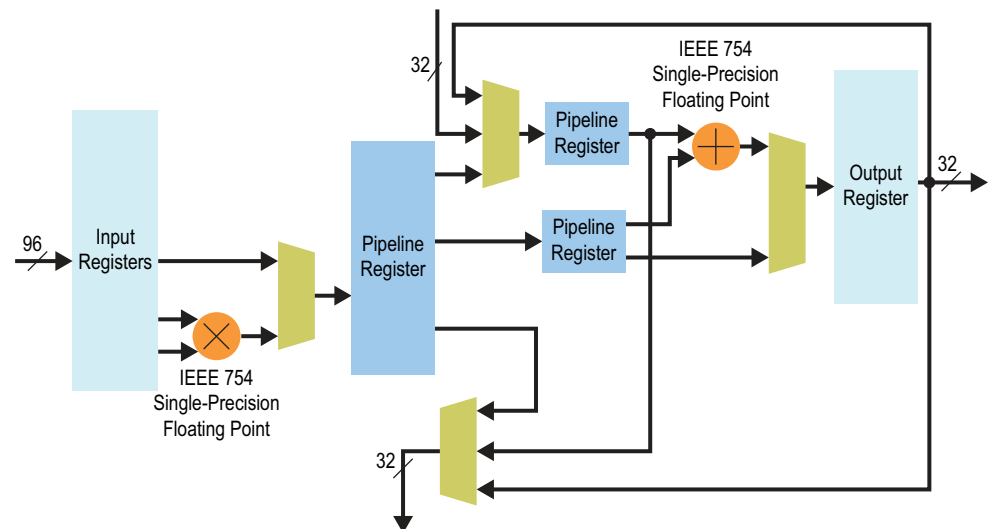 32
IEEE 754
Single-Precision
Floating Point
Pipeline
Register
Output
Register
32
96
Input
Registers
Pipeline
Register
Pipeline
Register
IEEE 754
Single-Precision
Floating Point
32